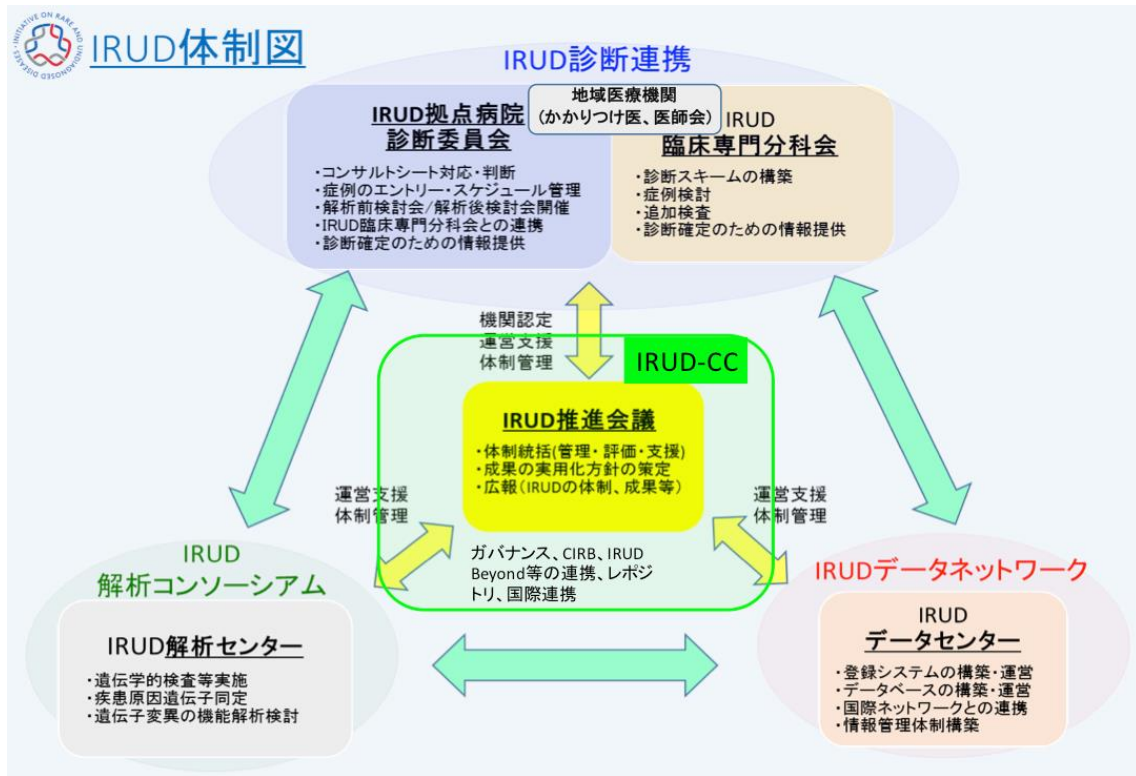 INITIATIVE ON RARE AND UNDIAGNOSED DISEASES
IRUD体制図
IRUD診断連携
地域医療機関
(かかりつけ医、医師会)
IRUD拠点病院
診断委員会
・コンサルトシート対応・判断
・症例のエントリー・スケジュール管理
・解析前検討会/解析後検討会開催
・IRUD臨床専門分科会との連携
・診断確定のための情報提供
IRUD
臨床専門分科会
・診断スキームの構築
・症例検討
・追加検査
・診断確定のための情報提供
機関認定
運営支援
体制管理
IRUD-CC
IRUD推進会議
・体制統括(管理・評価・支援)
・成果の実用化方針の策定
・広報(IRUDの体制、成果等)
運営支援
体制管理
運営支援
体制管理
ガバナンス、CIRB、IRUD
Beyond等の連携、レポジ
トリ、国際連携
IRUD
解析コンソーシアム
IRUD解析センター
・遺伝学的検査等実施
・疾患原因遺伝子同定
・遺伝子変異の機能解析検討
IRUDデータネットワーク
IRUD
データセンター
・登録システムの構築・運営
・データベースの構築・運営
・国際ネットワークとの連携
・情報管理体制構築